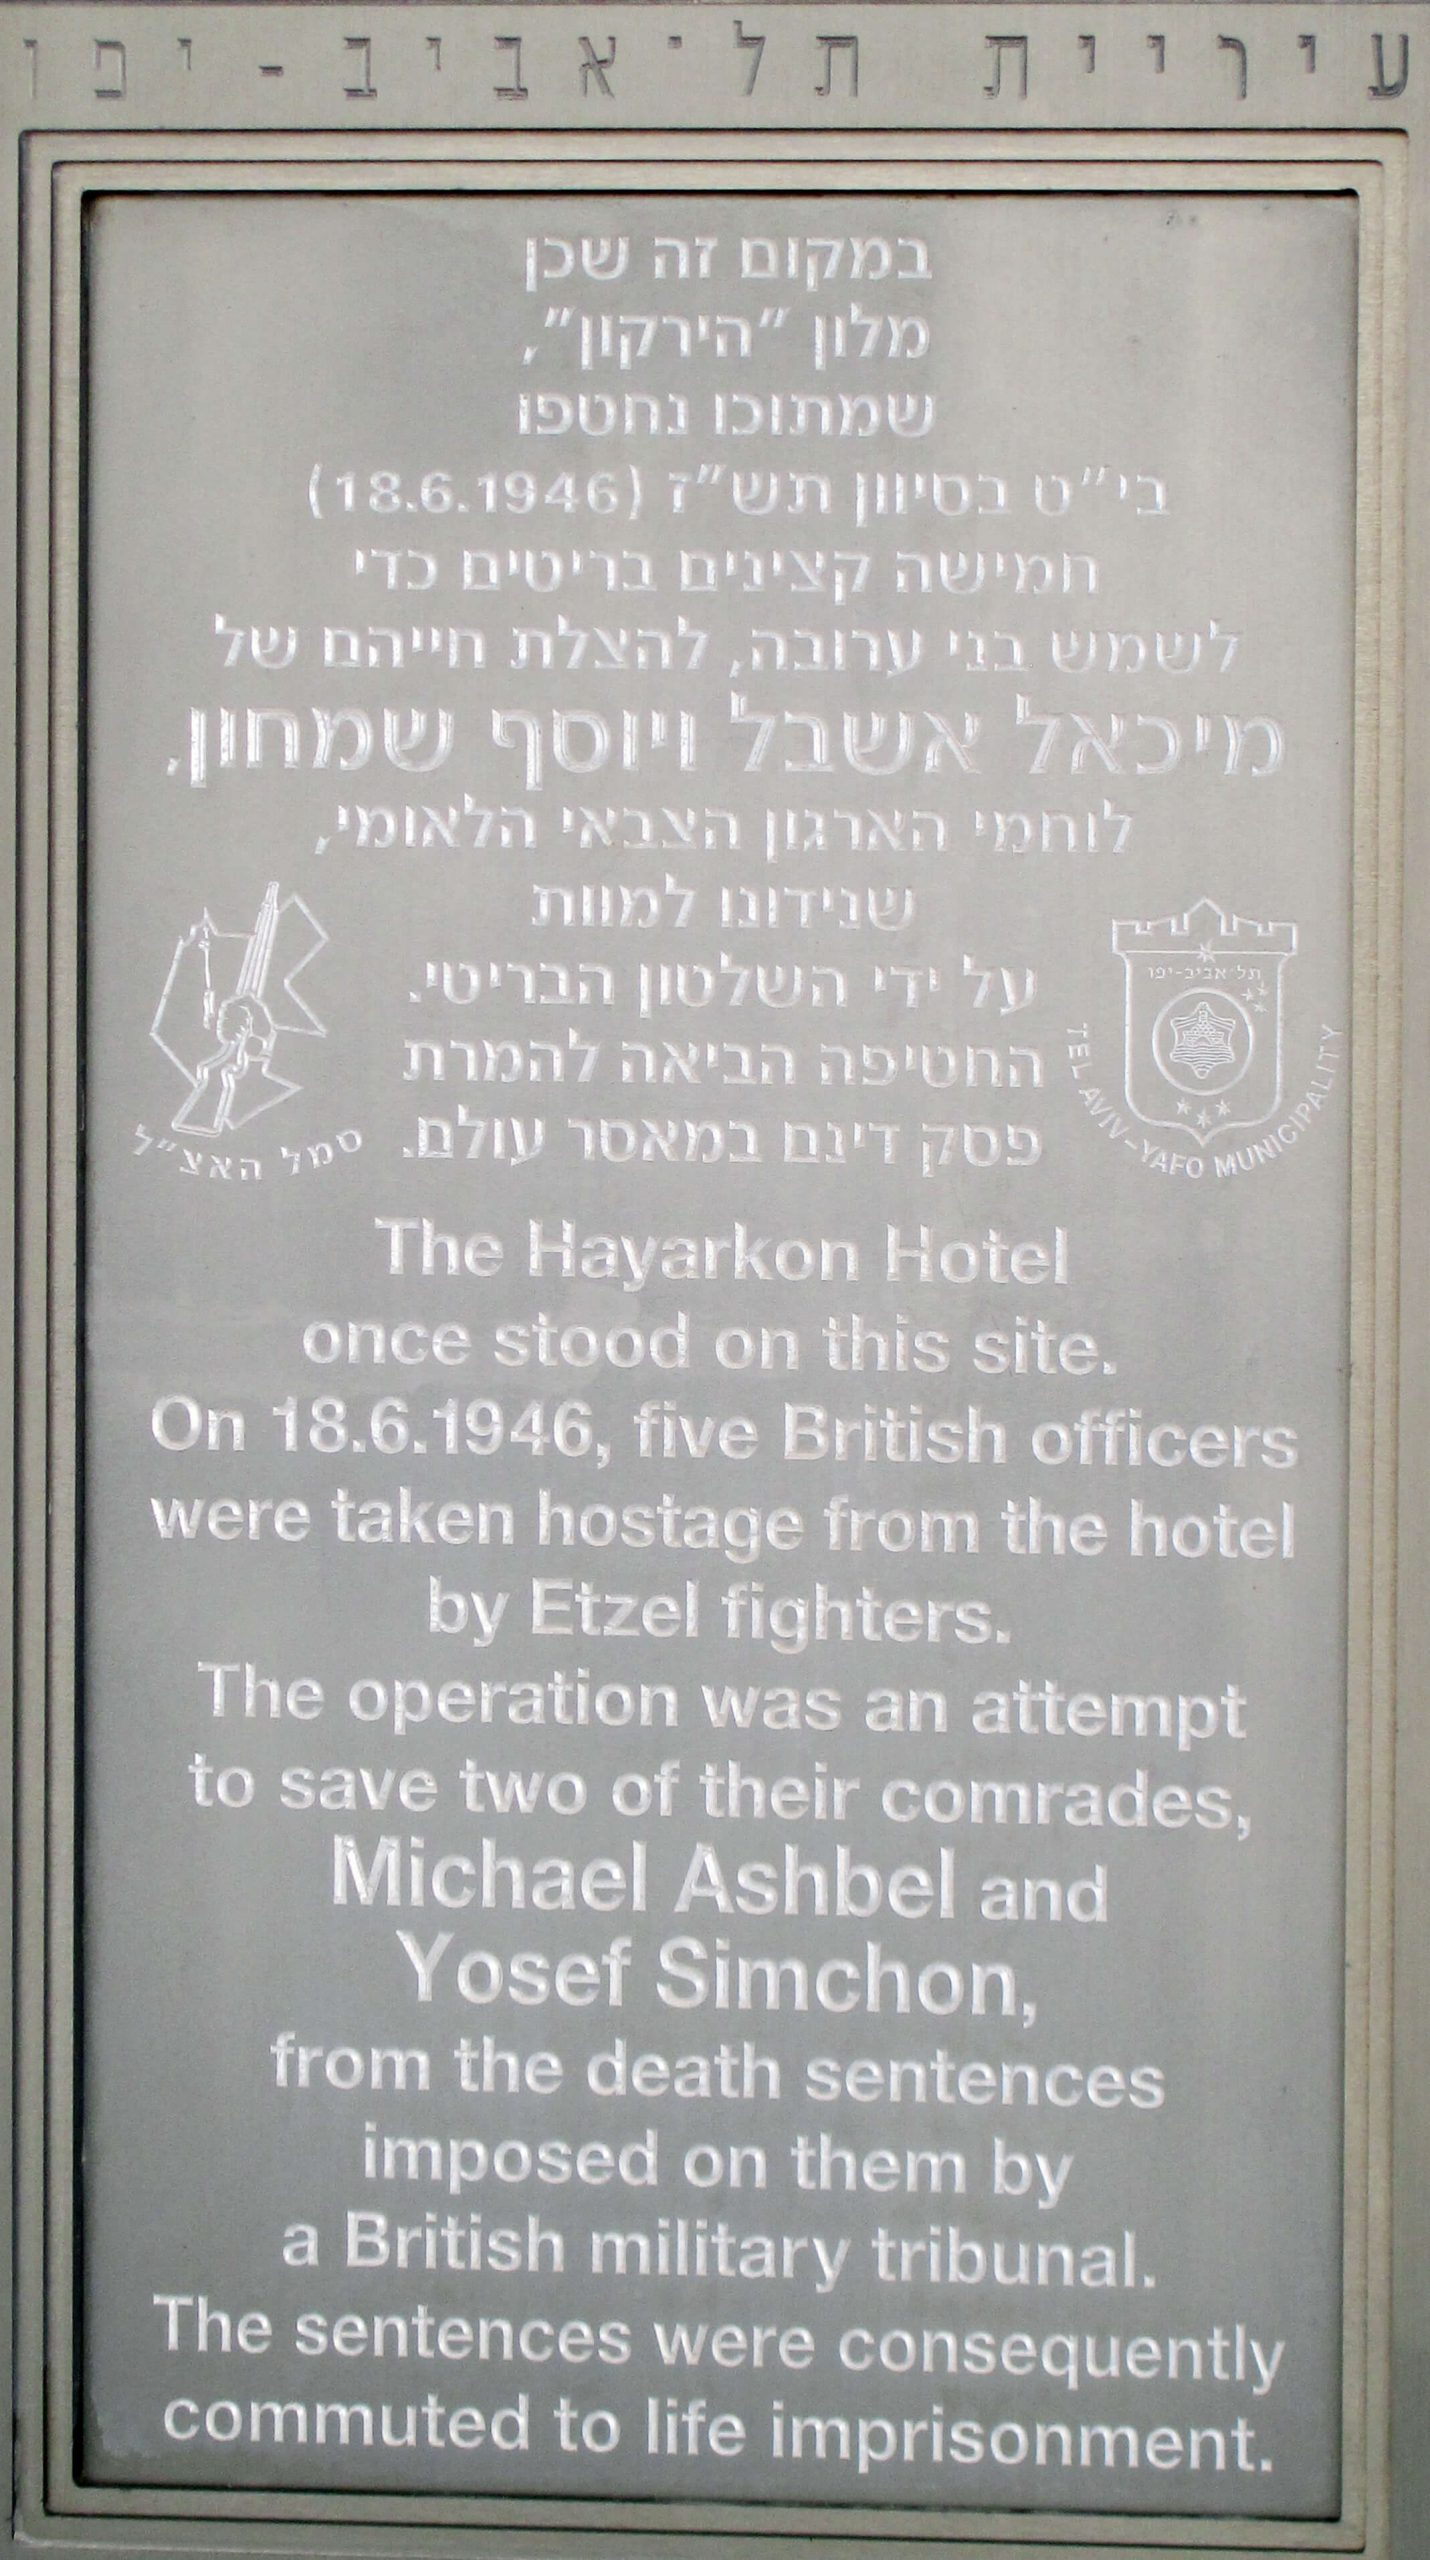 עיריית תל־אביב-יפו
במקום זה שכן
מלון "הירקון",
שמתוכו נחטפו
בי"ט בסיוון תש"ז (18.6.1946)
חמישה קצינים בריטים כדי
לשמש בני ערובה, להצלת חייהם של
מיכאל אשבל ויוסף שמחון,
לוחמי הארגון הצבאי הלאומי,
שנידונו למוות
על ידי השלטון הבריטי.
החטיפה הביאה להמרת
פסק דינם במאסר עולם.
תל־אביב-יפו
TEL AVIV-YAFO MUNICIPALITY
סמל האצ"ל
The Hayarkon Hotel
once stood on this site.
On 18.6.1946, five British officers
were taken hostage from the hotel
by Etzel fighters.
The operation was an attempt
to save two of their comrades,
Michael Ashbel and
Yosef Simchon,
from the death sentences
imposed on them by
a British military tribunal.
The sentences were consequently
commuted to life imprisonment.